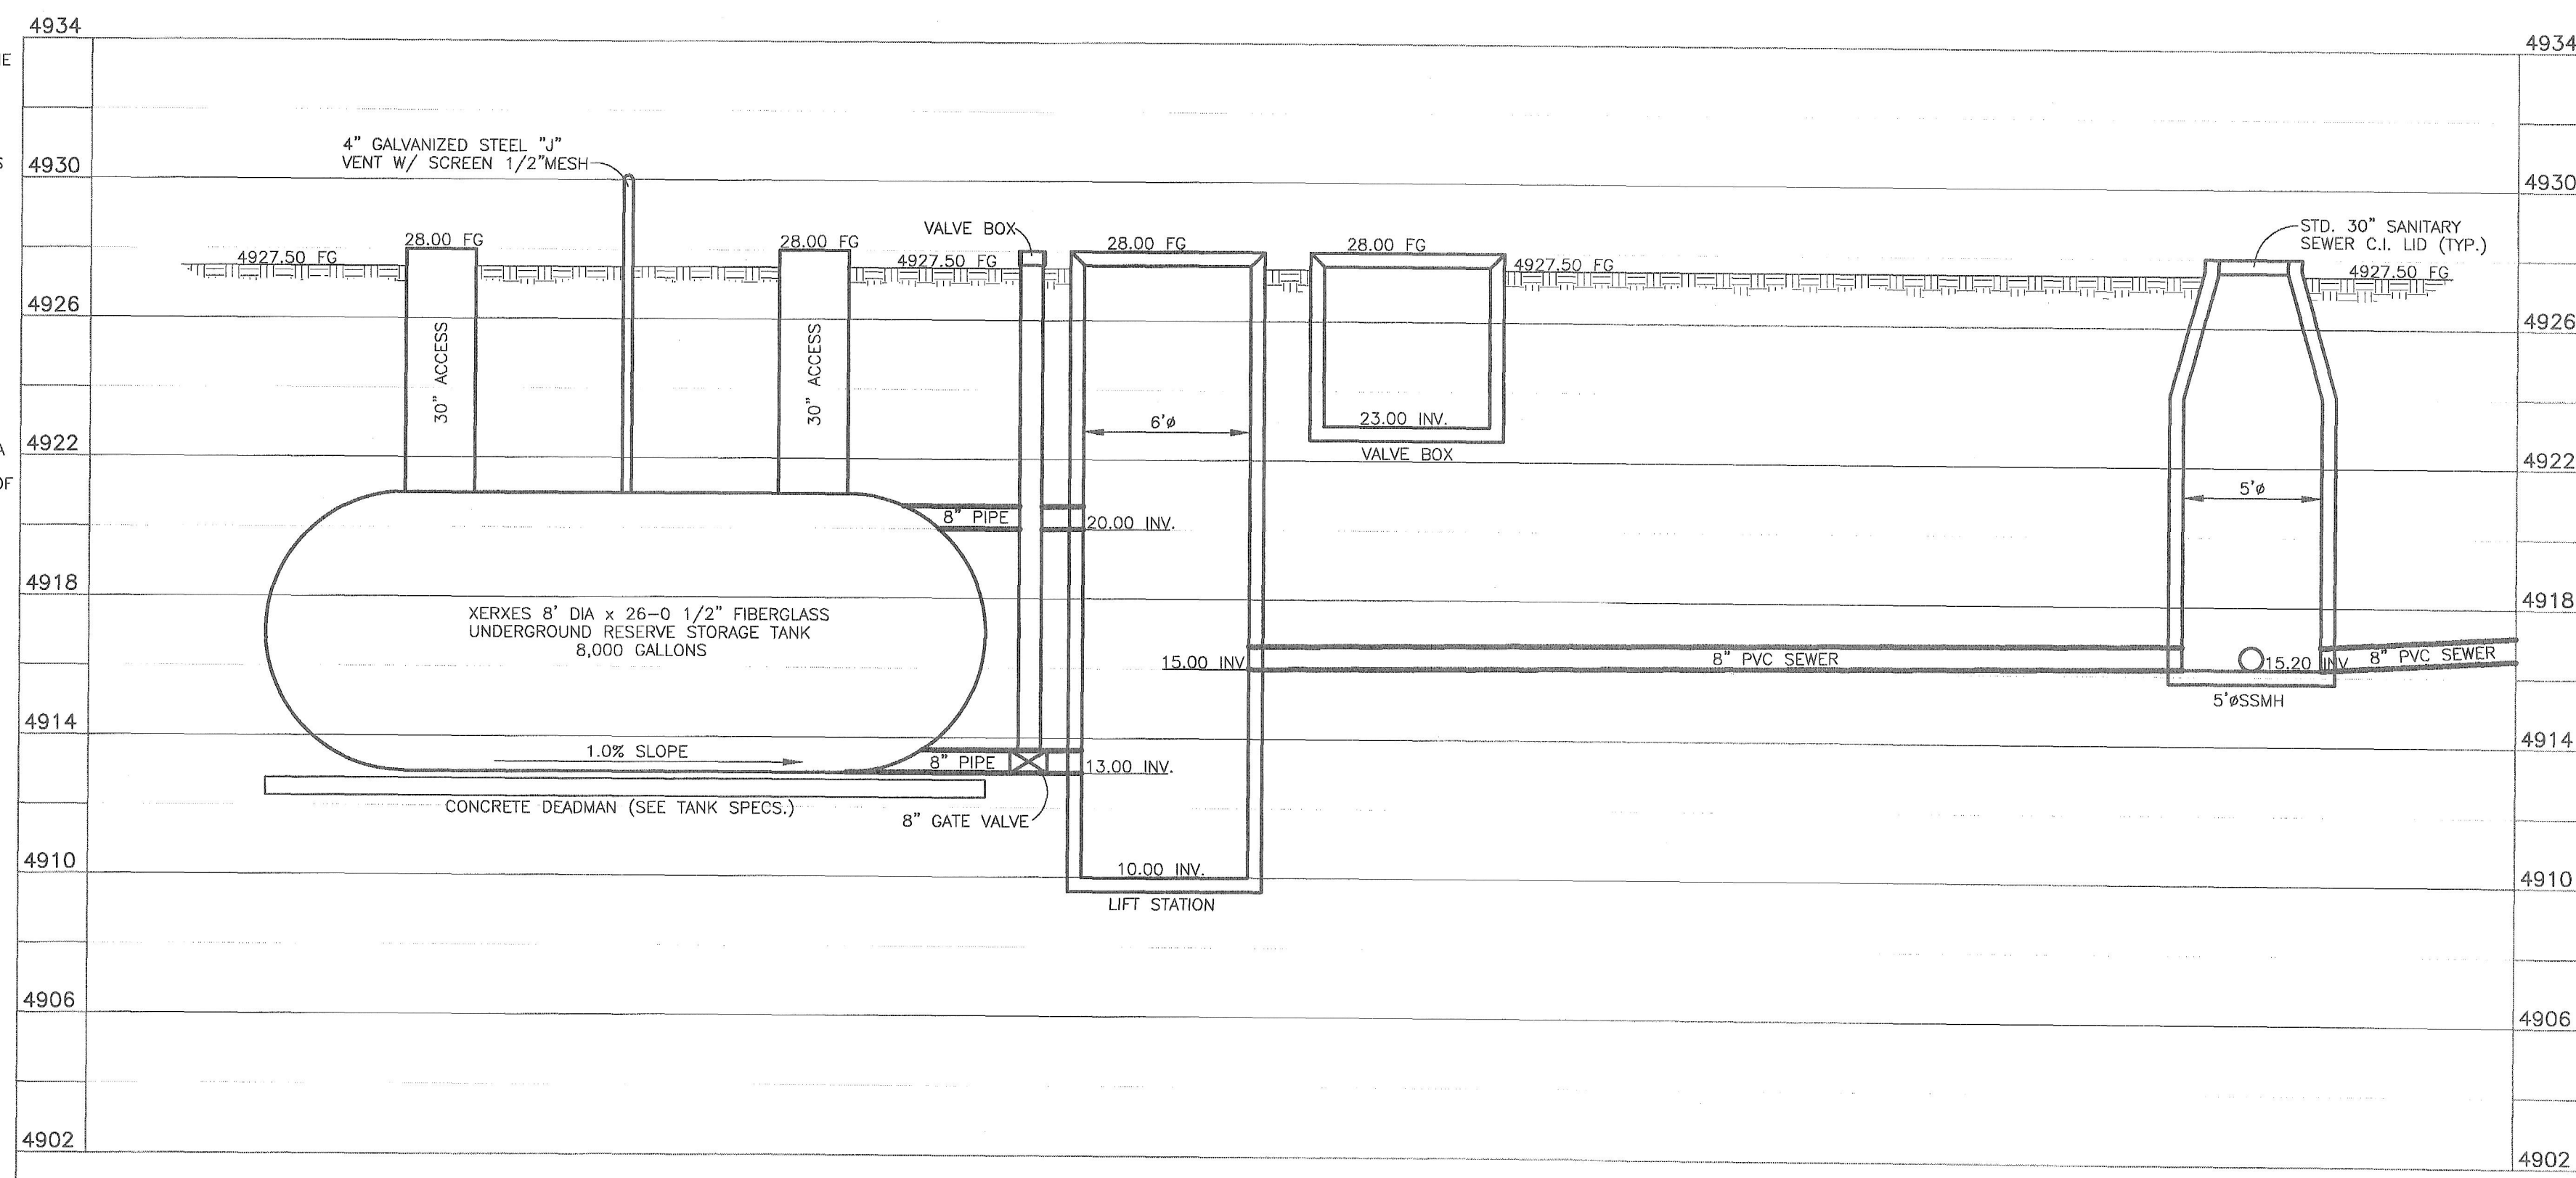 4934
4934
IE
4" GALVANIZED STEEL "J"
VENT W/ SCREEN 1/2"MESH
S
4930
4930
VALVE BOX
STD. 30" SANITARY
SEWER C.I. LID (TYP.)
28.00 FG
28.00 FG
28.00 FG
28.00 FG
4927.50 FG
4927.50 FG
4927.50 FG
4927.50 FG
4926
4926
30" ACCESS
30" ACCESS
6'ø
23.00 INV.
VALVE BOX
A
4922
4922
OF
5'ø
8" PIPE
20.00 INV.
4918
4918
XERXES 8' DIA x 26-0 1/2" FIBERGLASS
UNDERGROUND RESERVE STORAGE TANK
8,000 GALLONS
15.00 INV
8" PVC SEWER
15.20 INV
8" PVC SEWER
5'øSSMH
4914
4914
1.0% SLOPE
8" PIPE
13.00 INV.
CONCRETE DEADMAN (SEE TANK SPECS.)
8" GATE VALVE
4910
4910
10.00 INV.
LIFT STATION
4906
4906
4902
4902